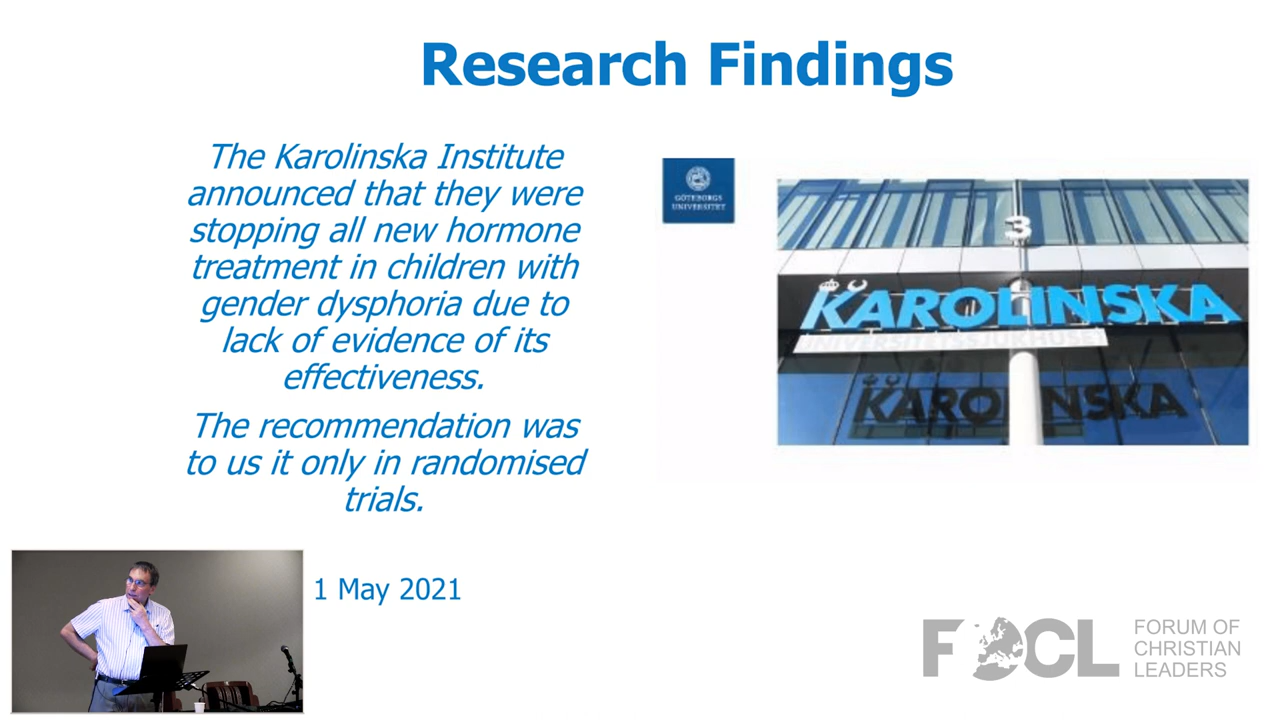 Research Findings
The Karolinska Institute
announced that they were
stopping all new hormone
treatment in children with
gender dysphoria due to
lack of evidence of its
effectiveness.
The recommendation was
to us it only in randomised
trials.
1 May 2021
GÖTEBORGS
UNIVERSITET
3
KAROLINSKA
UNIVERSITETSSJUKHUSET
KAROLINSKA
FOCL
FORUM OF
CHRISTIAN
LEADERS